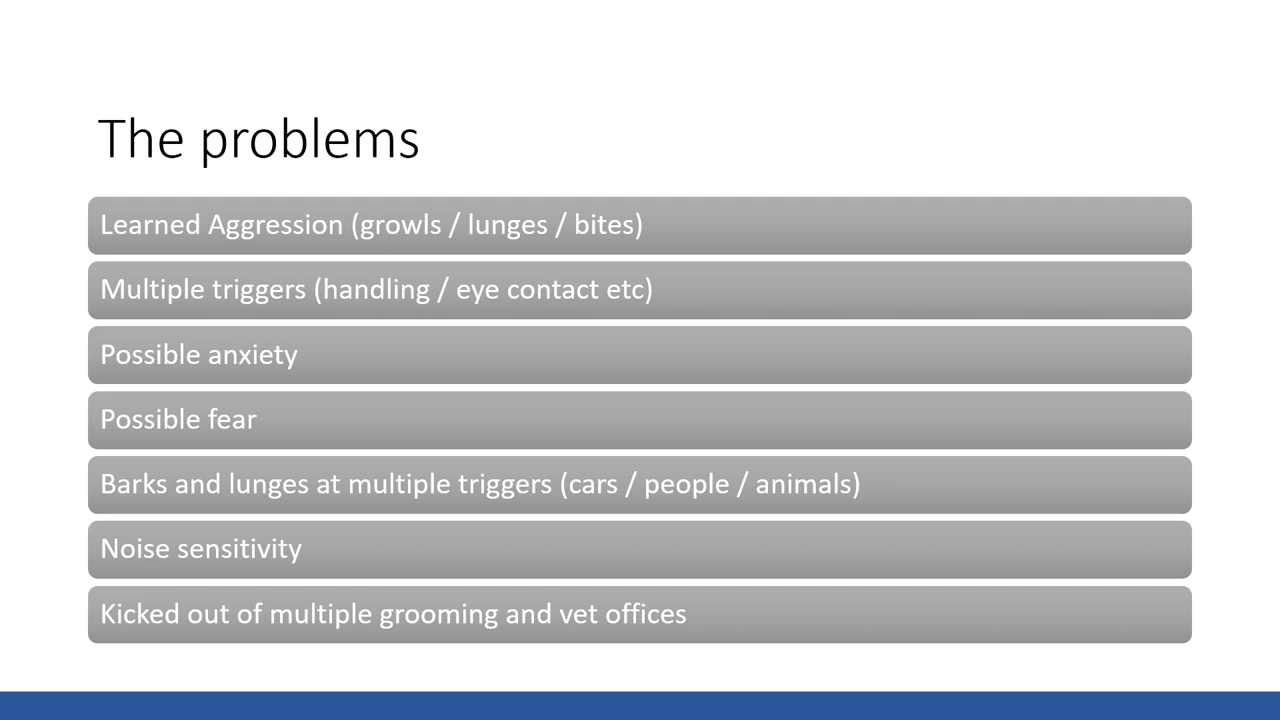 The problems
Learned Aggression (growls / lunges / bites)
Multiple triggers (handling / eye contact etc)
Possible anxiety
Possible fear
Barks and lunges at multiple triggers (cars / people / animals)
Noise sensitivity
Kicked out of multiple grooming and vet offices